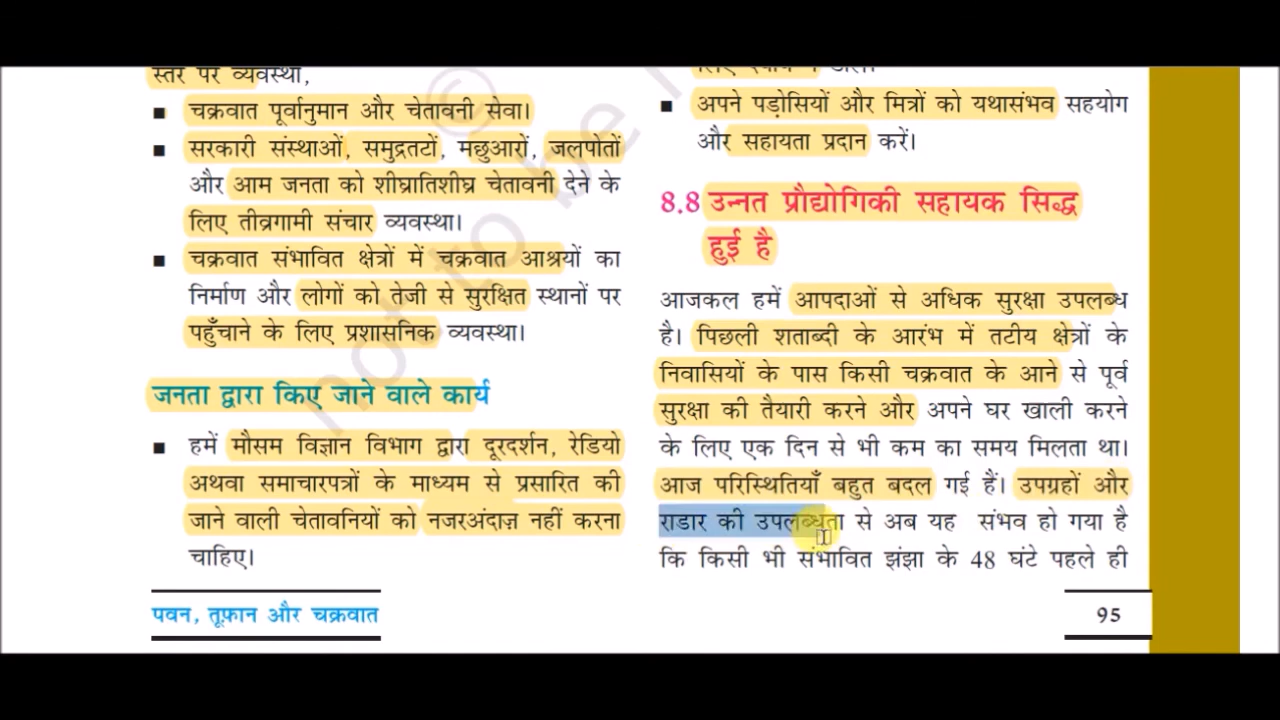 स्तर पर व्यवस्था,
■ चक्रवात पूर्वानुमान और चेतावनी सेवा।
■ सरकारी संस्थाओं, समुद्रतटों, मछुआरों, जलपोतों
और आम जनता को शीघ्रातिशीघ्र चेतावनी देने के
लिए तीव्रगामी संचार व्यवस्था।
■ चक्रवात संभावित क्षेत्रों में चक्रवात आश्रयों का
निर्माण और लोगों को तेजी से सुरक्षित स्थानों पर
पहुँचाने के लिए प्रशासनिक व्यवस्था।
जनता द्वारा किए जाने वाले कार्य
■ हमें मौसम विज्ञान विभाग द्वारा दूरदर्शन, रेडियो
अथवा समाचारपत्रों के माध्यम से प्रसारित की
जाने वाली चेतावनियों को नजरअंदाज़ नहीं करना
चाहिए।
पवन, तूफ़ान और चक्रवात
■ अपने पड़ोसियों और मित्रों को यथासंभव सहयोग
और सहायता प्रदान करें।
8.8 उन्नत प्रौद्योगिकी सहायक सिद्ध
हुई है
आजकल हमें आपदाओं से अधिक सुरक्षा उपलब्ध
है। पिछली शताब्दी के आरंभ में तटीय क्षेत्रों के
निवासियों के पास किसी चक्रवात के आने से पूर्व
सुरक्षा की तैयारी करने और अपने घर खाली करने
के लिए एक दिन से भी कम का समय मिलता था।
आज परिस्थितियाँ बहुत बदल गई हैं। उपग्रहों और
राडार की उपलब्धता से अब यह संभव हो गया है
कि किसी भी संभावित झंझा के 48 घंटे पहले ही
95
© not to be